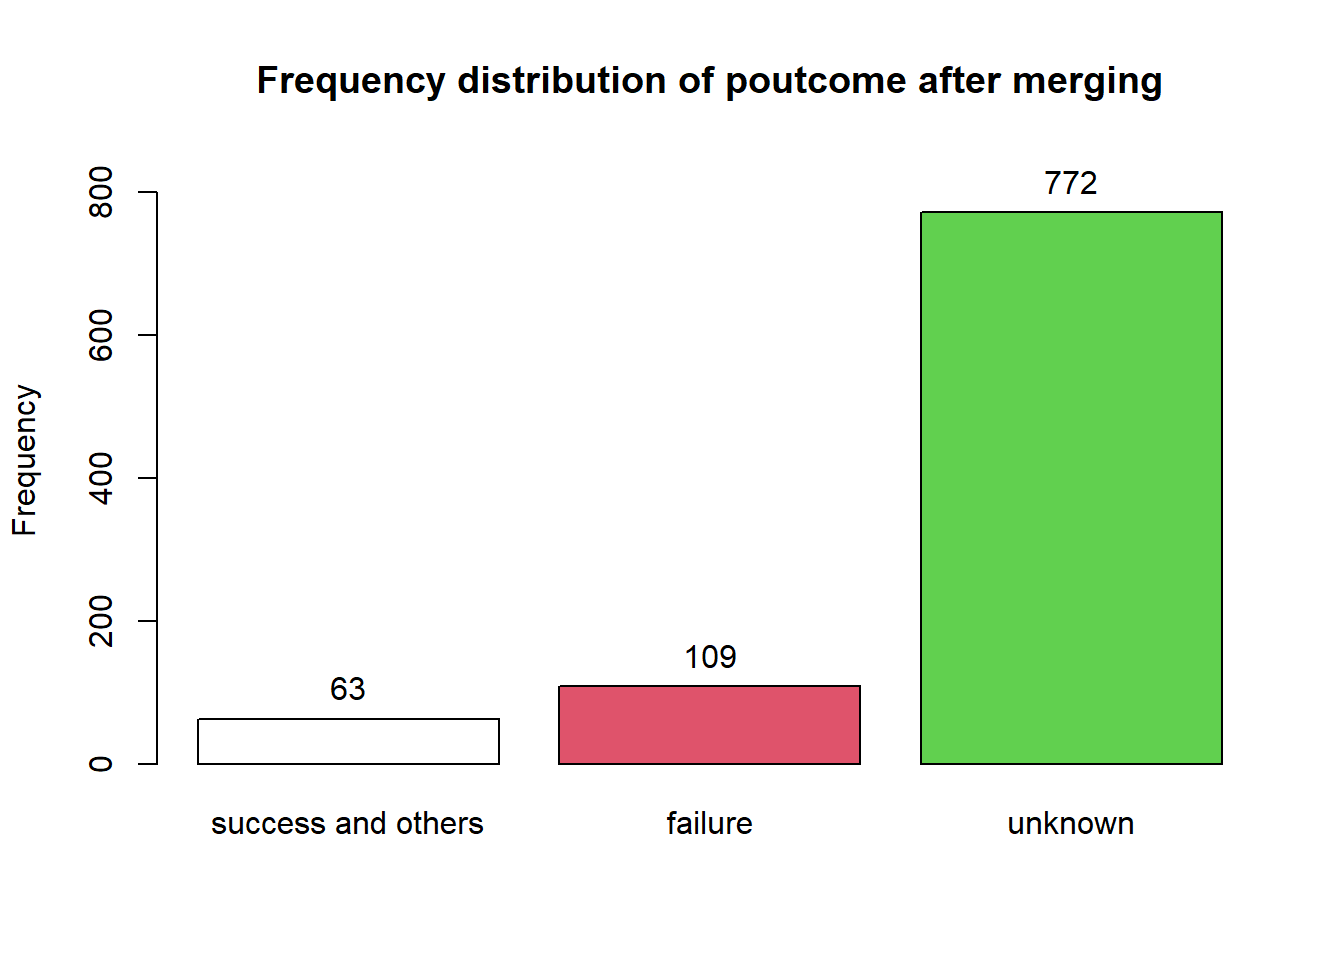 Frequency distribution of poutcome after merging
Frequency
800
600
400
200
0
63
109
772
success and others
failure
unknown